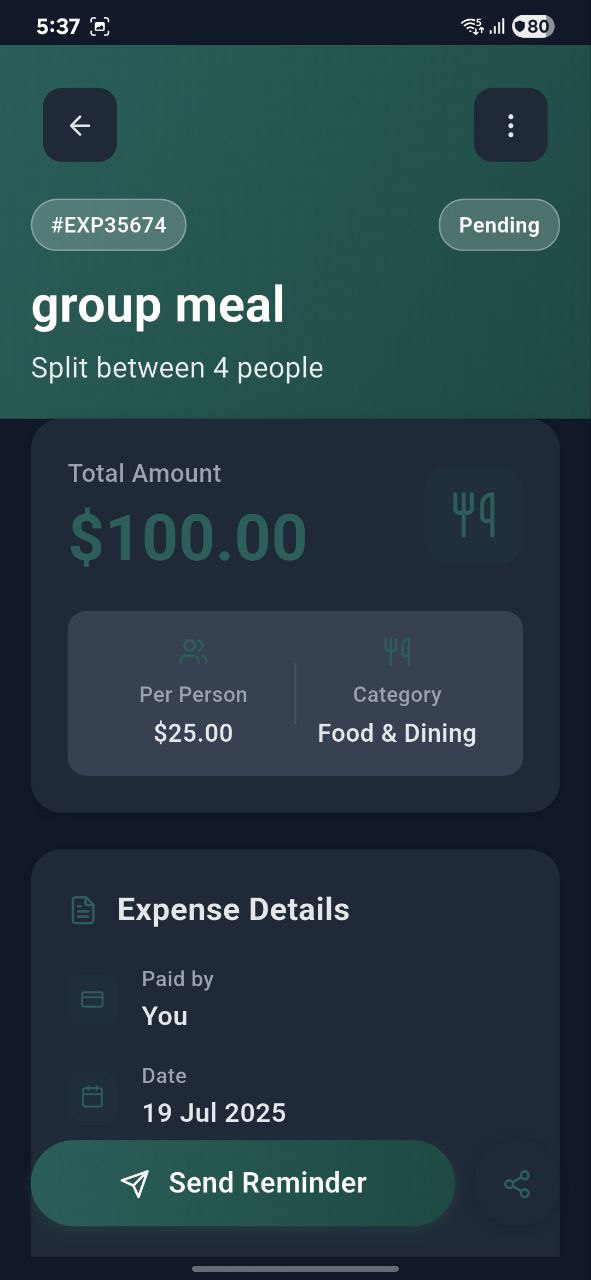 5:37
5
80
#EXP35674
Pending
group meal
Split between 4 people
Total Amount
$100.00
Per Person
Category
$25.00
Food & Dining
Expense Details
Paid by
You
Date
19 Jul 2025
Send Reminder